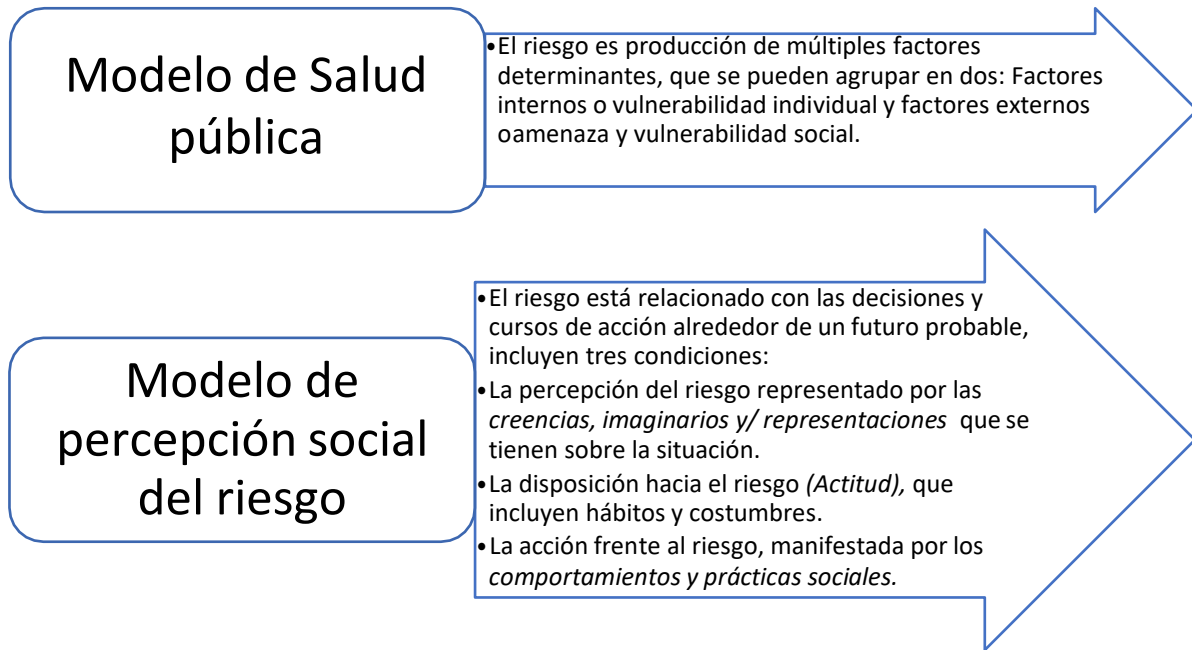 Modelo de Salud
pública
•El riesgo es producción de múltiples factores
determinantes, que se pueden agrupar en dos: Factores
internos o vulnerabilidad individual y factores externos
oamenaza y vulnerabilidad social.
Modelo de
percepción social
del riesgo
•El riesgo está relacionado con las decisiones y
cursos de acción alrededor de un futuro probable,
incluyen tres condiciones:
•La percepción del riesgo representado por las
creencias, imaginarios y/ representaciones que se
tienen sobre la situación.
•La disposición hacia el riesgo (Actitud), que
incluyen hábitos y costumbres.
•La acción frente al riesgo, manifestada por los
comportamientos y prácticas sociales.